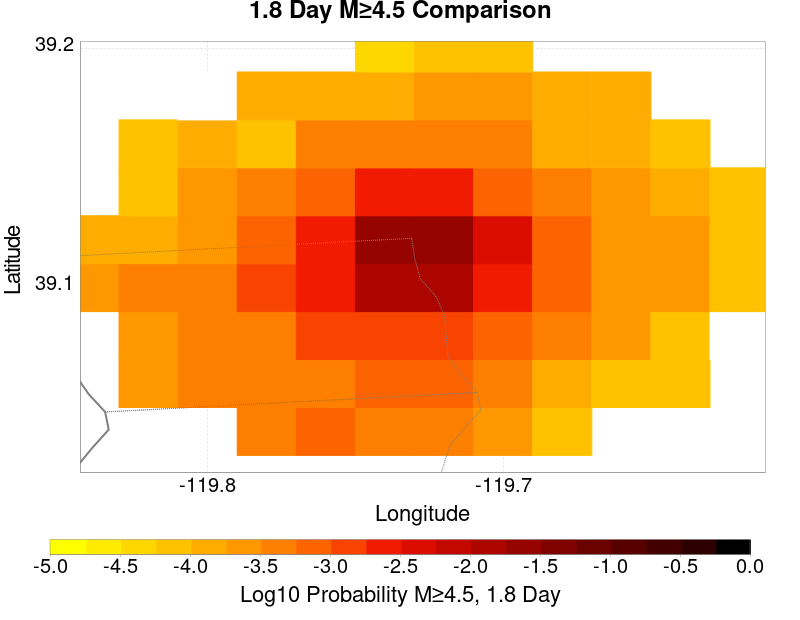 1.8 Day M≥4.5 Comparison
39.2
39.1
Latitude
-119.8 -119.7
Longitude
-5.0 -4.5 -4.0 -3.5 -3.0 -2.5 -2.0 -1.5 -1.0 -0.5 0.0
Log10 Probability M≥4.5, 1.8 Day